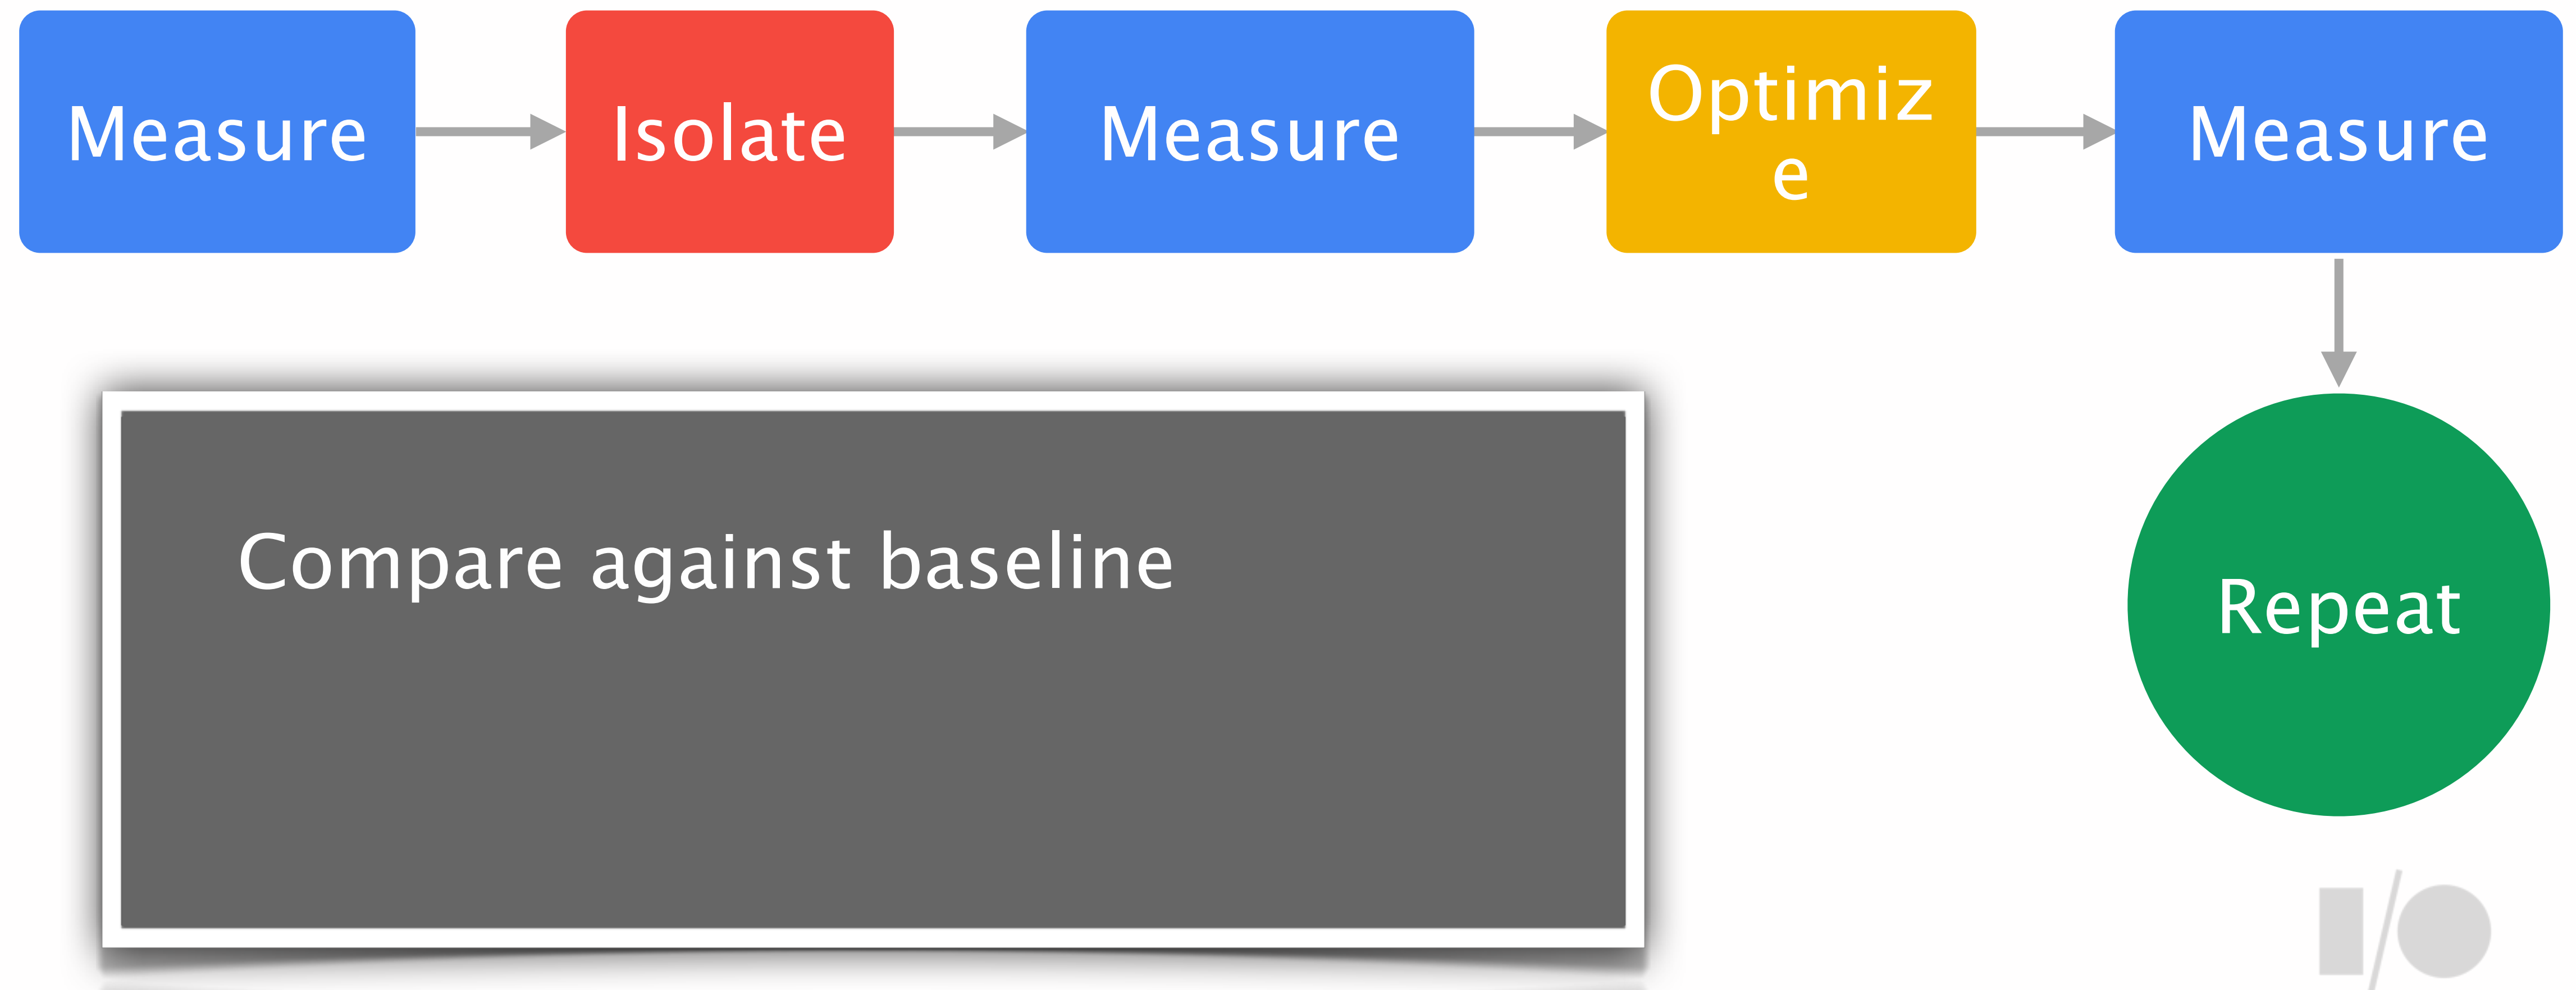 Measure
Isolate
Measure
Optimiz
e
Measure
Compare against baseline
Repeat
I/O